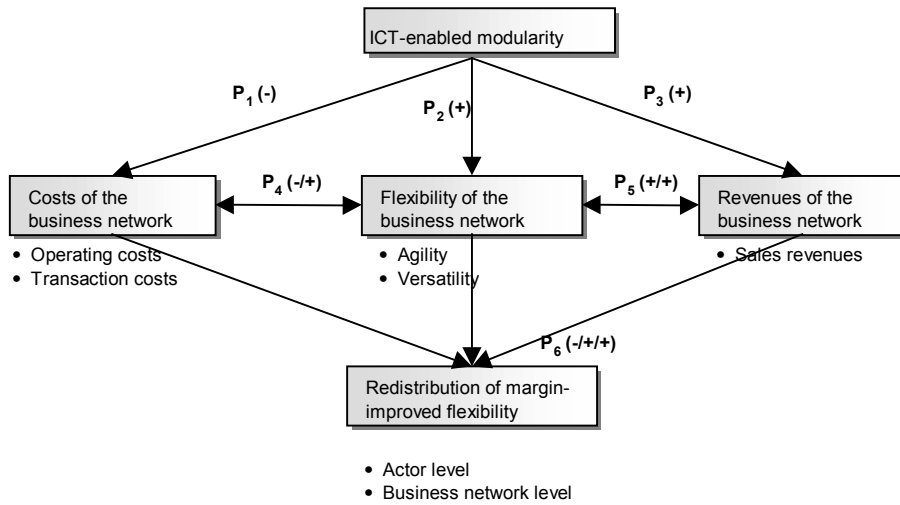 ICT-enabled modularity
P1 (-)
P2 (+)
P3 (+)
Costs of the
business network
P4 (-/+)
Flexibility of the
business network
P5 (+/+)
Revenues of the
business network
• Operating costs
• Transaction costs
• Agility
• Versatility
• Sales revenues
P6 (-/+/+)
Redistribution of margin-
improved flexibility
• Actor level
• Business network level